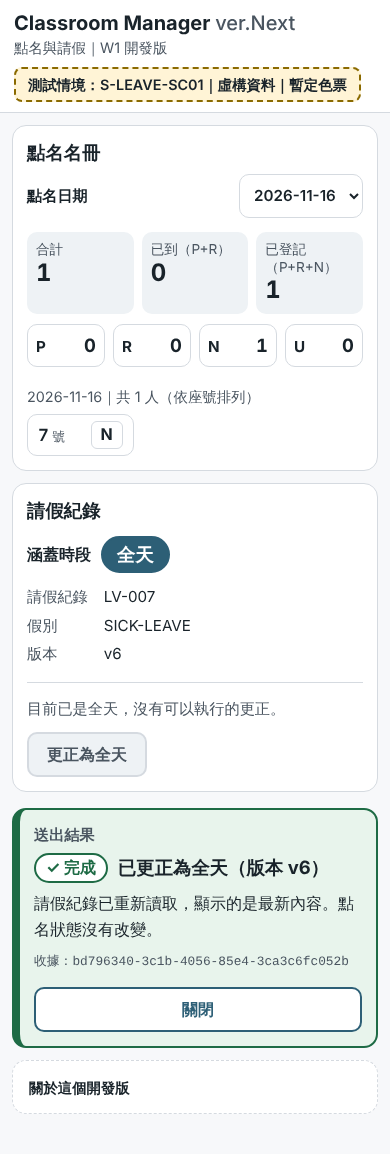 Classroom Manager ver.Next
點名與請假｜W1 開發版
測試情境：S-LEAVE-SC01｜虛構資料｜暫定色票
點名名冊
點名日期
2026-11-16
合計
1
已到（P+R）
0
已登記
（P+R+N）
1
P 0
R 0
N 1
U 0
2026-11-16｜共 1 人（依座號排列）
7 號 N
請假紀錄
涵蓋時段 全天
請假紀錄 LV-007
假別 SICK-LEAVE
版本 v6
目前已是全天，沒有可以執行的更正。
更正為全天
送出結果
✓ 完成 已更正為全天（版本 v6）
請假紀錄已重新讀取，顯示的是最新內容。點
名狀態沒有改變。
收據：bd796340-3c1b-4056-85e4-3ca3c6fc052b
關閉
關於這個開發版